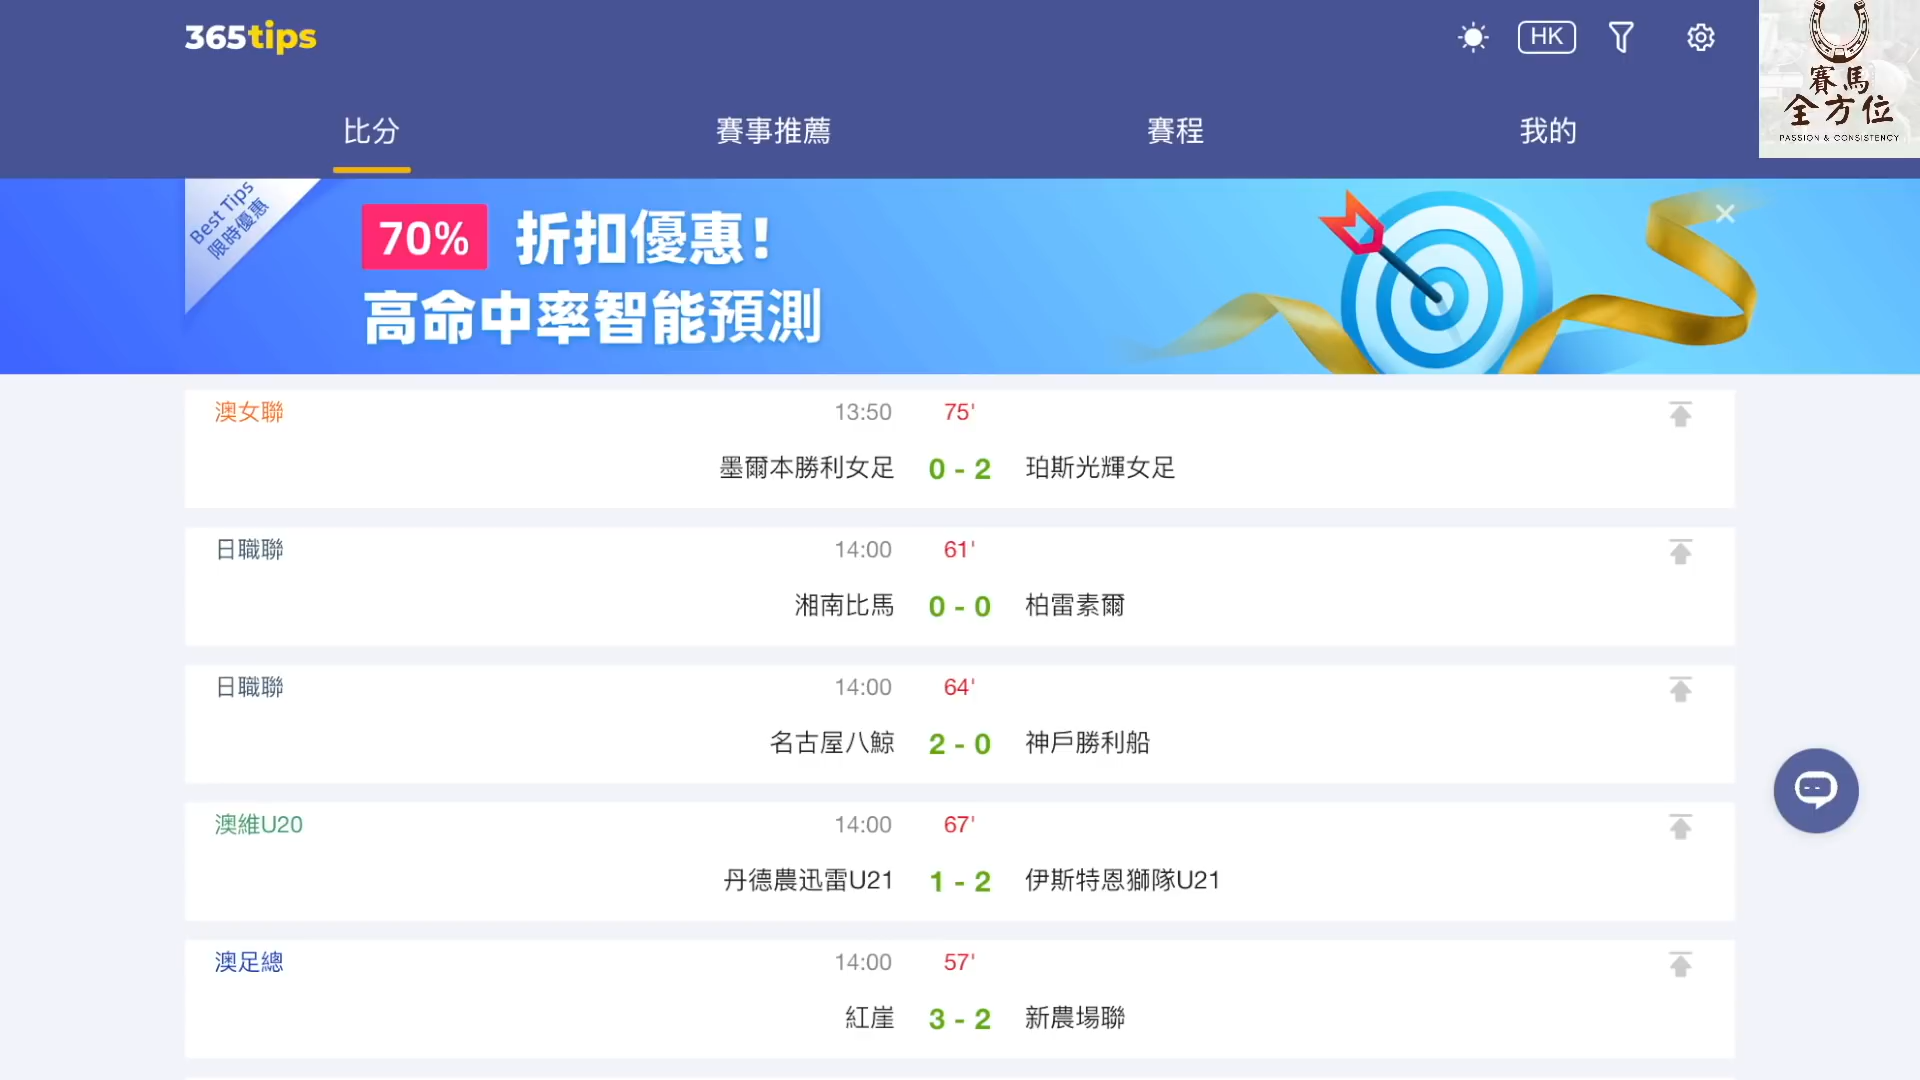 365tips
HK
賽馬
全方位
PASSION & CONSISTENCY
比分
賽事推薦
賽程
我的
Best Tips
限時優惠
70% 折扣優惠!
高命中率智能預測
澳女聯 13:50 75'
墨爾本勝利女足 0 - 2 珀斯光輝女足
日職聯 14:00 61'
湘南比馬 0 - 0 柏雷素爾
日職聯 14:00 64'
名古屋八鯨 2 - 0 神戶勝利船
澳維U20 14:00 67'
丹德農迅雷U21 1 - 2 伊斯特恩獅隊U21
澳足總 14:00 57'
紅崖 3 - 2 新農場聯